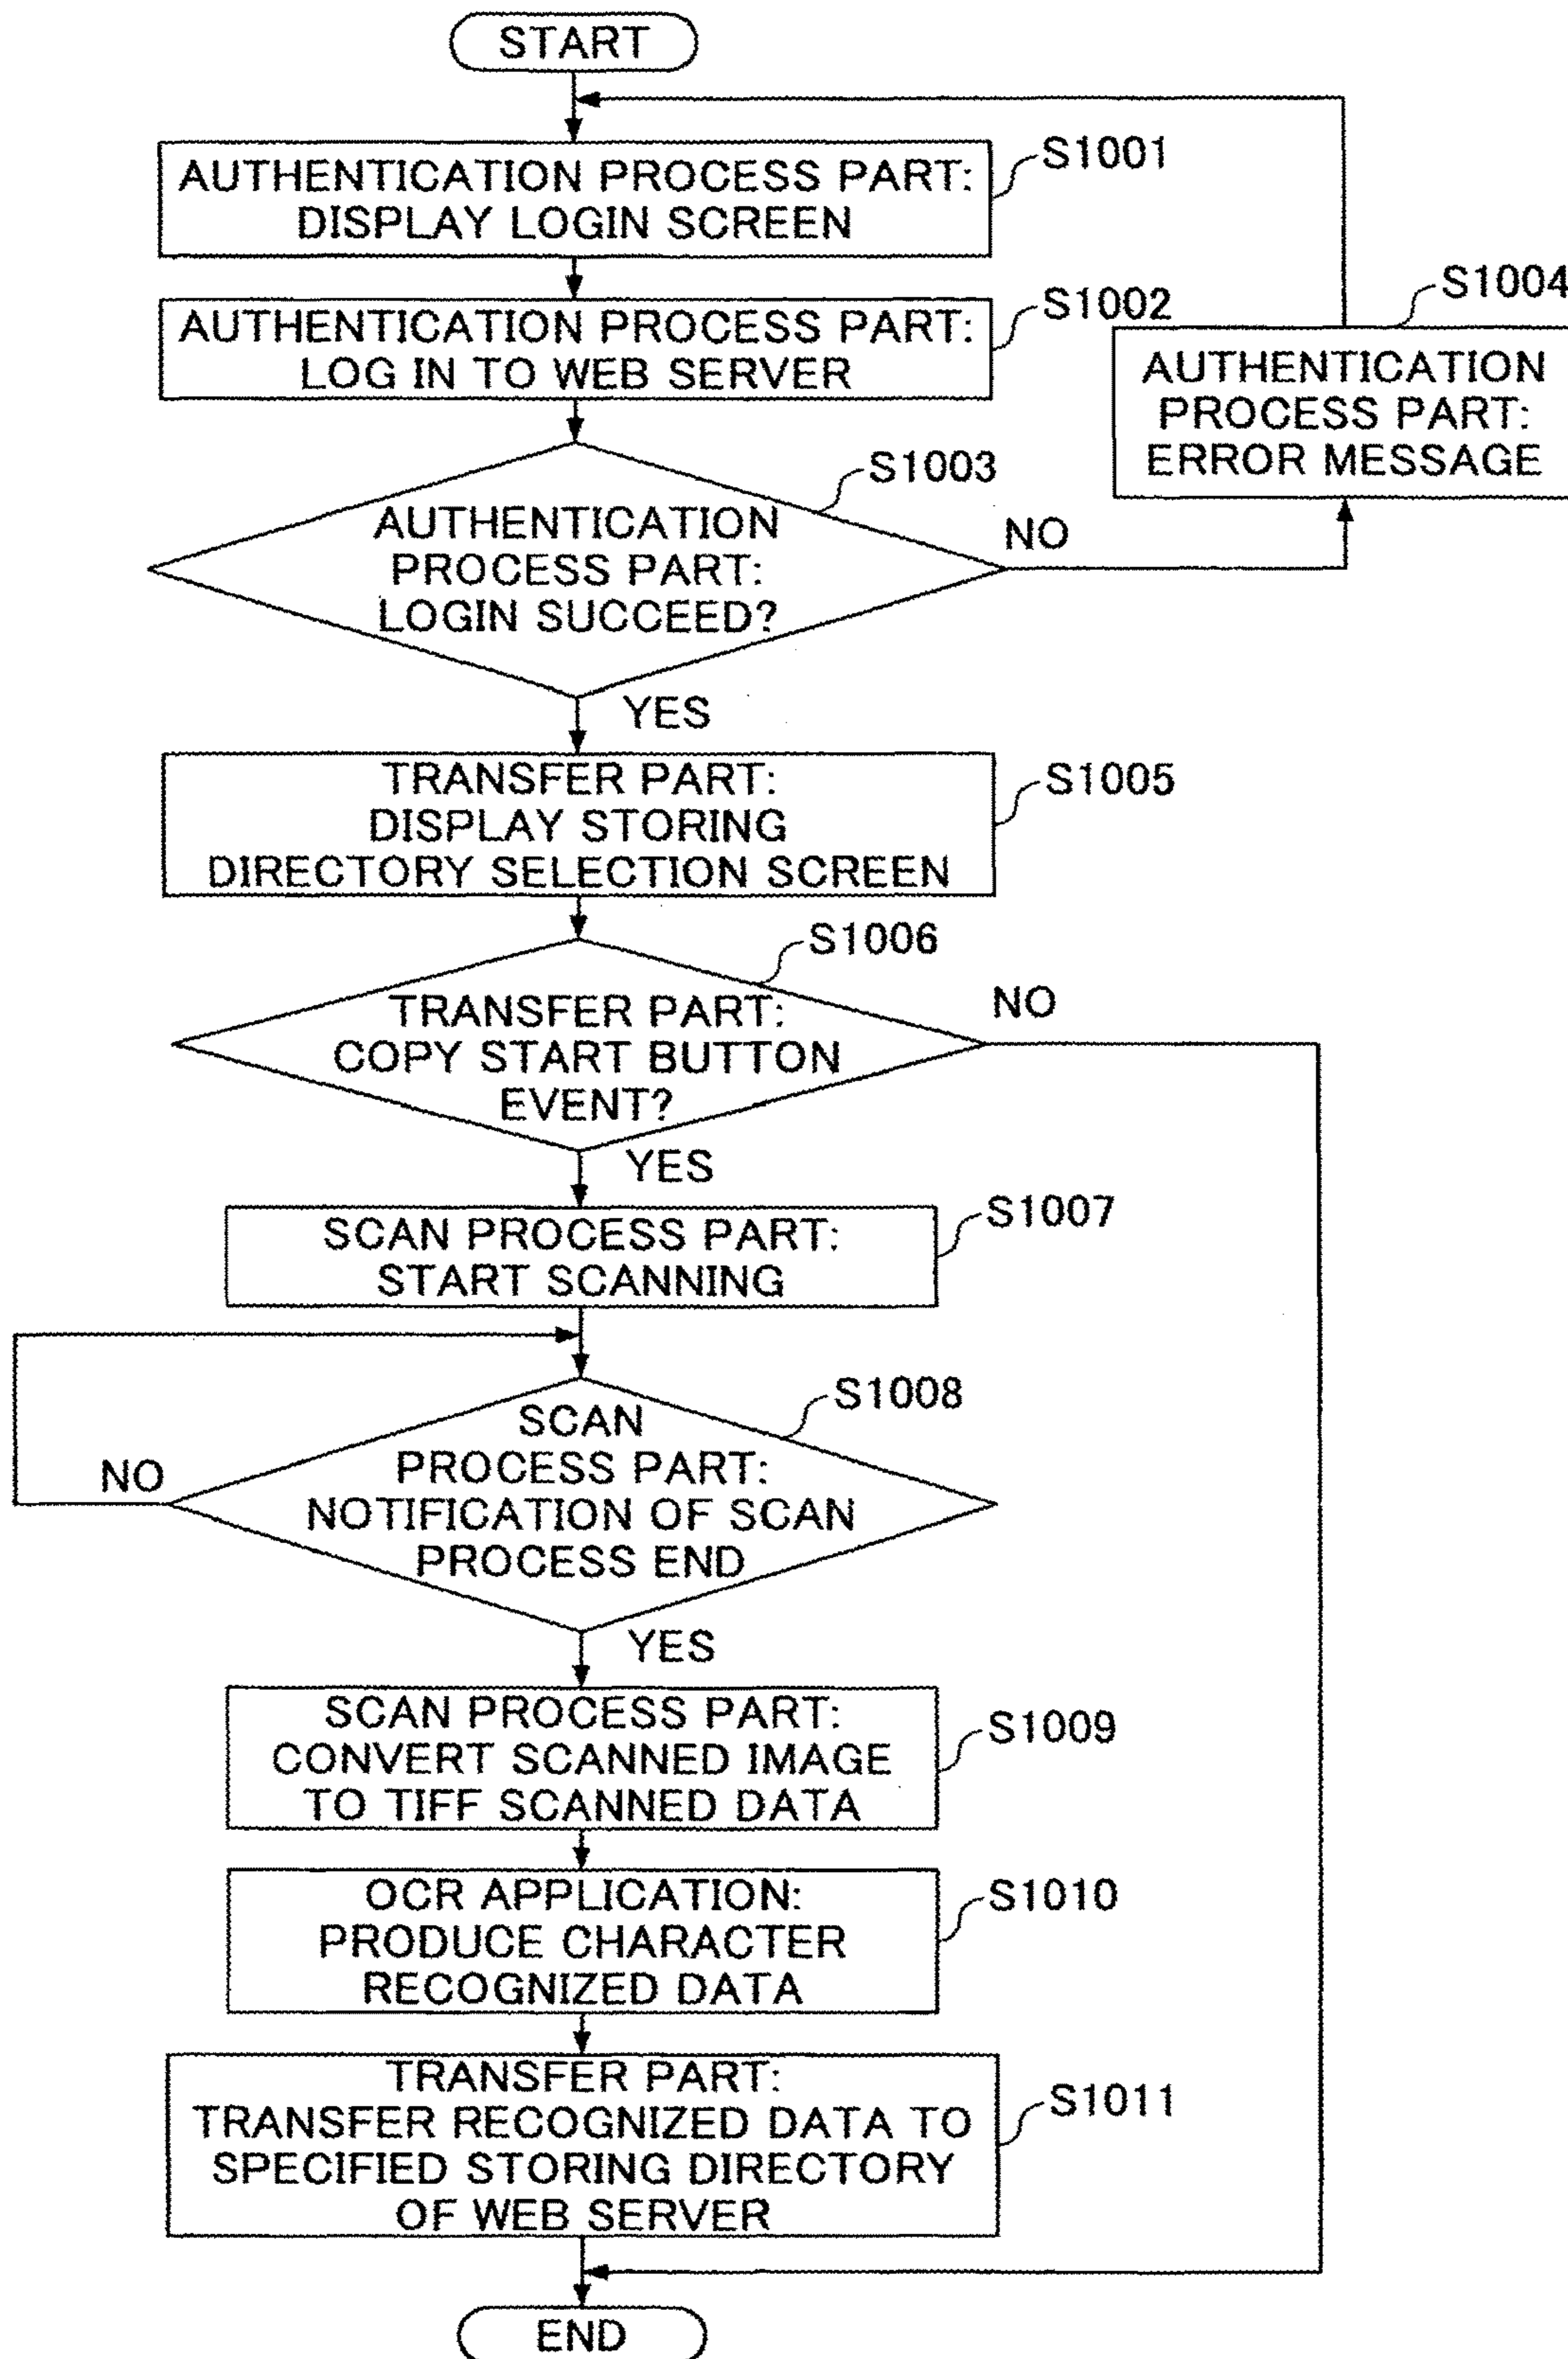 START
S1001
AUTHENTICATION PROCESS PART:
DISPLAY LOGIN SCREEN
S1002
AUTHENTICATION PROCESS PART:
LOG IN TO WEB SERVER
S1004
AUTHENTICATION
PROCESS PART:
ERROR MESSAGE
S1003
AUTHENTICATION
PROCESS PART:
LOGIN SUCCEED?
NO
YES
S1005
TRANSFER PART:
DISPLAY STORING
DIRECTORY SELECTION SCREEN
S1006
TRANSFER PART:
COPY START BUTTON
EVENT?
NO
YES
S1007
SCAN PROCESS PART:
START SCANNING
S1008
SCAN
PROCESS PART:
NOTIFICATION OF SCAN
PROCESS END
NO
YES
S1009
SCAN PROCESS PART:
CONVERT SCANNED IMAGE
TO TIFF SCANNED DATA
S1010
OCR APPLICATION:
PRODUCE CHARACTER
RECOGNIZED DATA
S1011
TRANSFER PART:
TRANSFER RECOGNIZED DATA TO
SPECIFIED STORING DIRECTORY
OF WEB SERVER
END